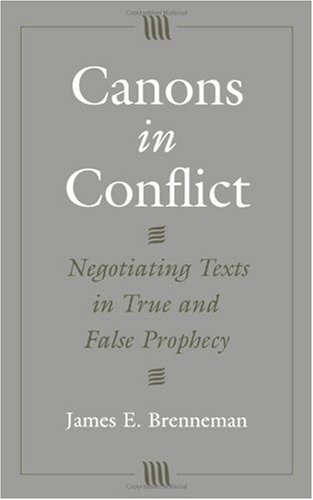 Canons
in
Conflict
Negotiating Texts
in True and
False Prophecy
James E. Brenneman